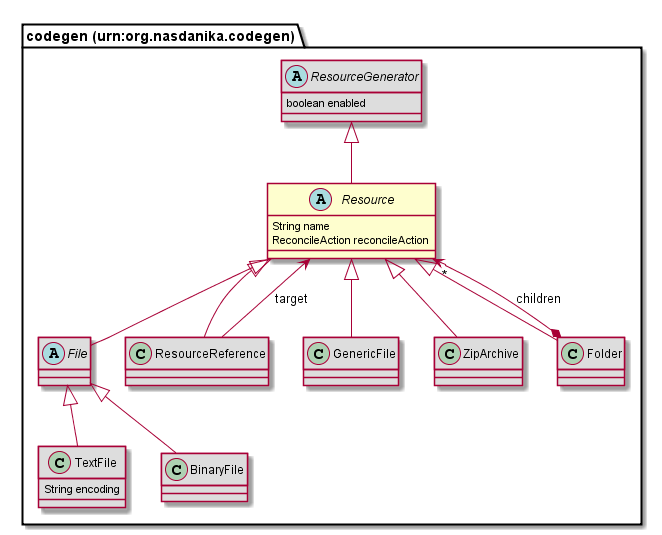 codegen (urn:org.nasdanika.codegen)
A ResourceGenerator
boolean enabled
A Resource
String name
ReconcileAction reconcileAction
*
children
target
A File
C ResourceReference
C GenericFile
C ZipArchive
C Folder
C TextFile
String encoding
C BinaryFile